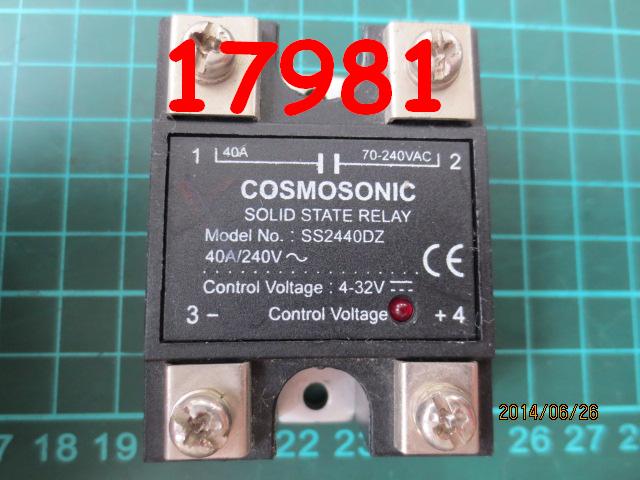 17981
1 40A 70-240VAC 2
COSMOSONIC
SOLID STATE RELAY
Model No. : SS2440DZ
40A/240V ~
CE
Control Voltage : 4-32V ⎓
3 − Control Voltage + 4
2014/06/26
18 19 22 23 26 27 2